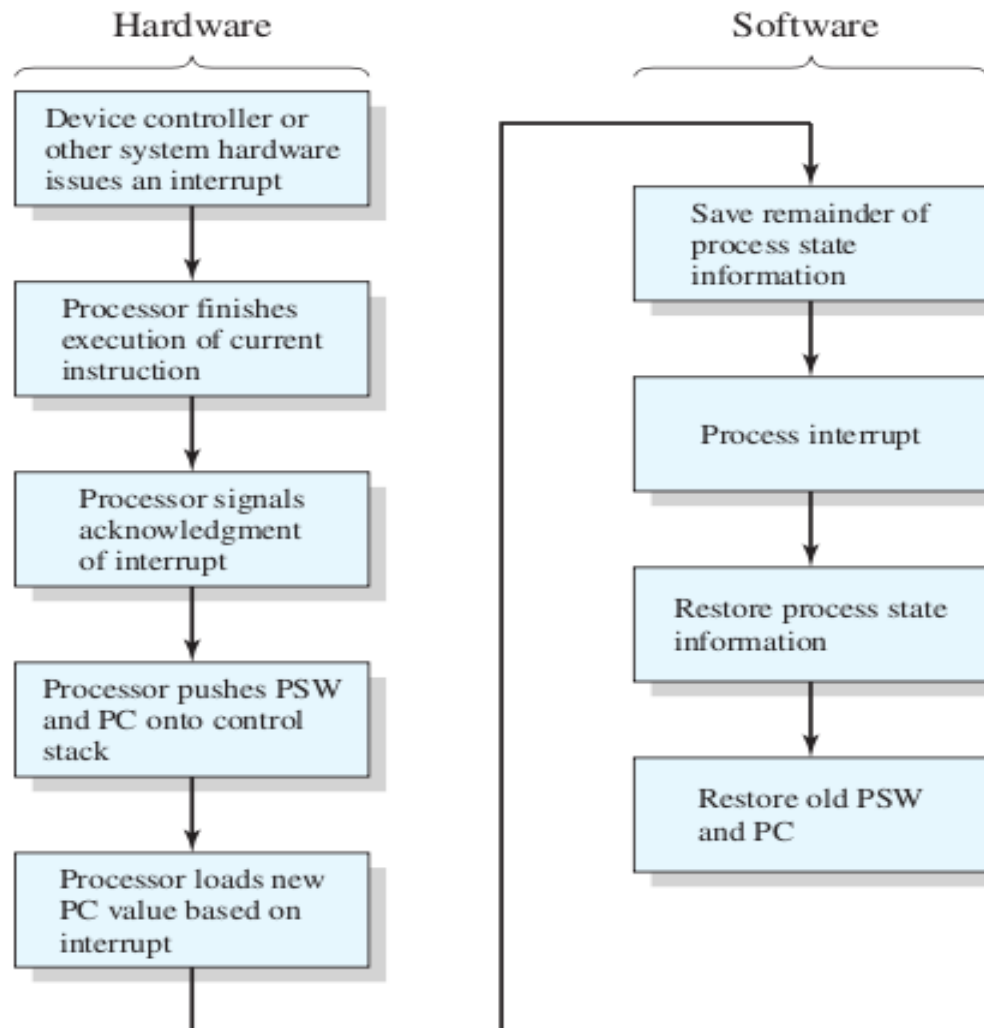 Hardware
Device controller or
other system hardware
issues an interrupt
Processor finishes
execution of current
instruction
Processor signals
acknowledgment
of interrupt
Processor pushes PSW
and PC onto control
stack
Processor loads new
PC value based on
interrupt
Software
Save remainder of
process state
information
Process interrupt
Restore process state
information
Restore old PSW
and PC